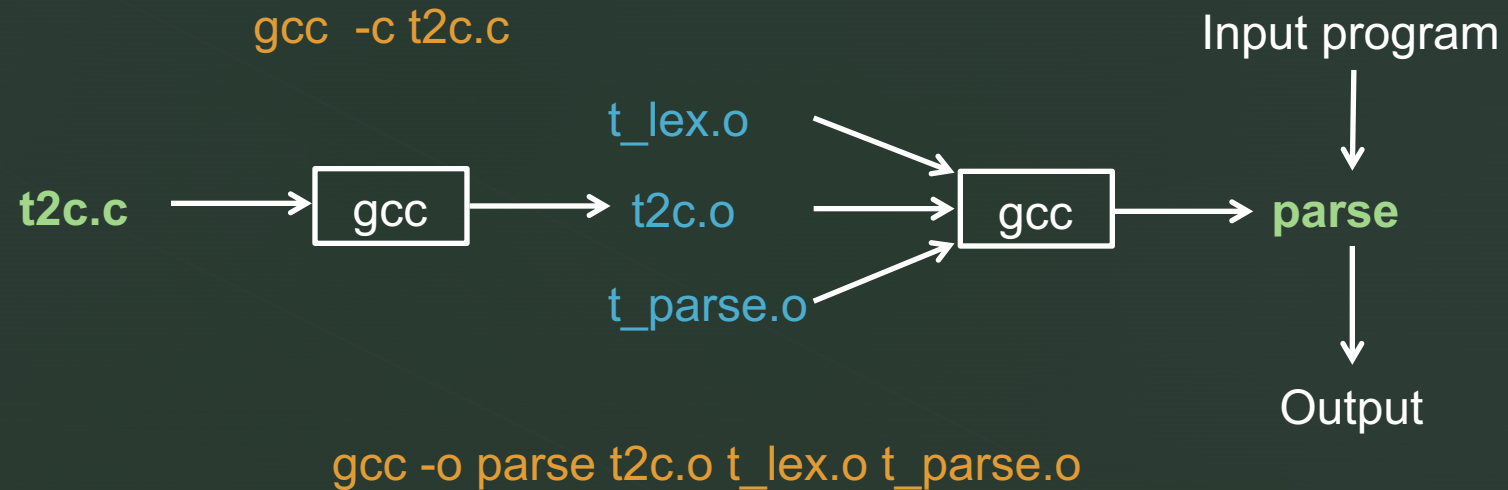 gcc -c t2c.c
Input program
t_lex.o
t2c.c
gcc
t2c.o
gcc
parse
t_parse.o
Output
gcc -o parse t2c.o t_lex.o t_parse.o